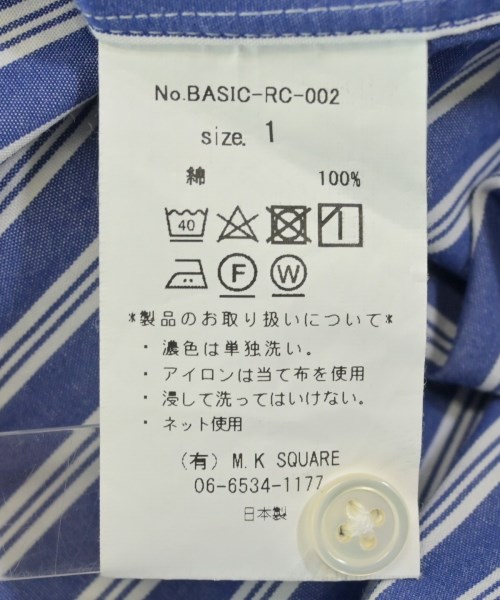 No.BASIC-RC-002
size. 1
綿 100%
40
F W
*製品のお取り扱いについて*
・濃色は単独洗い。
・アイロンは当て布を使用
・浸して洗ってはいけない。
・ネット使用
(有) M.K SQUARE
06-6534-1177
日本製